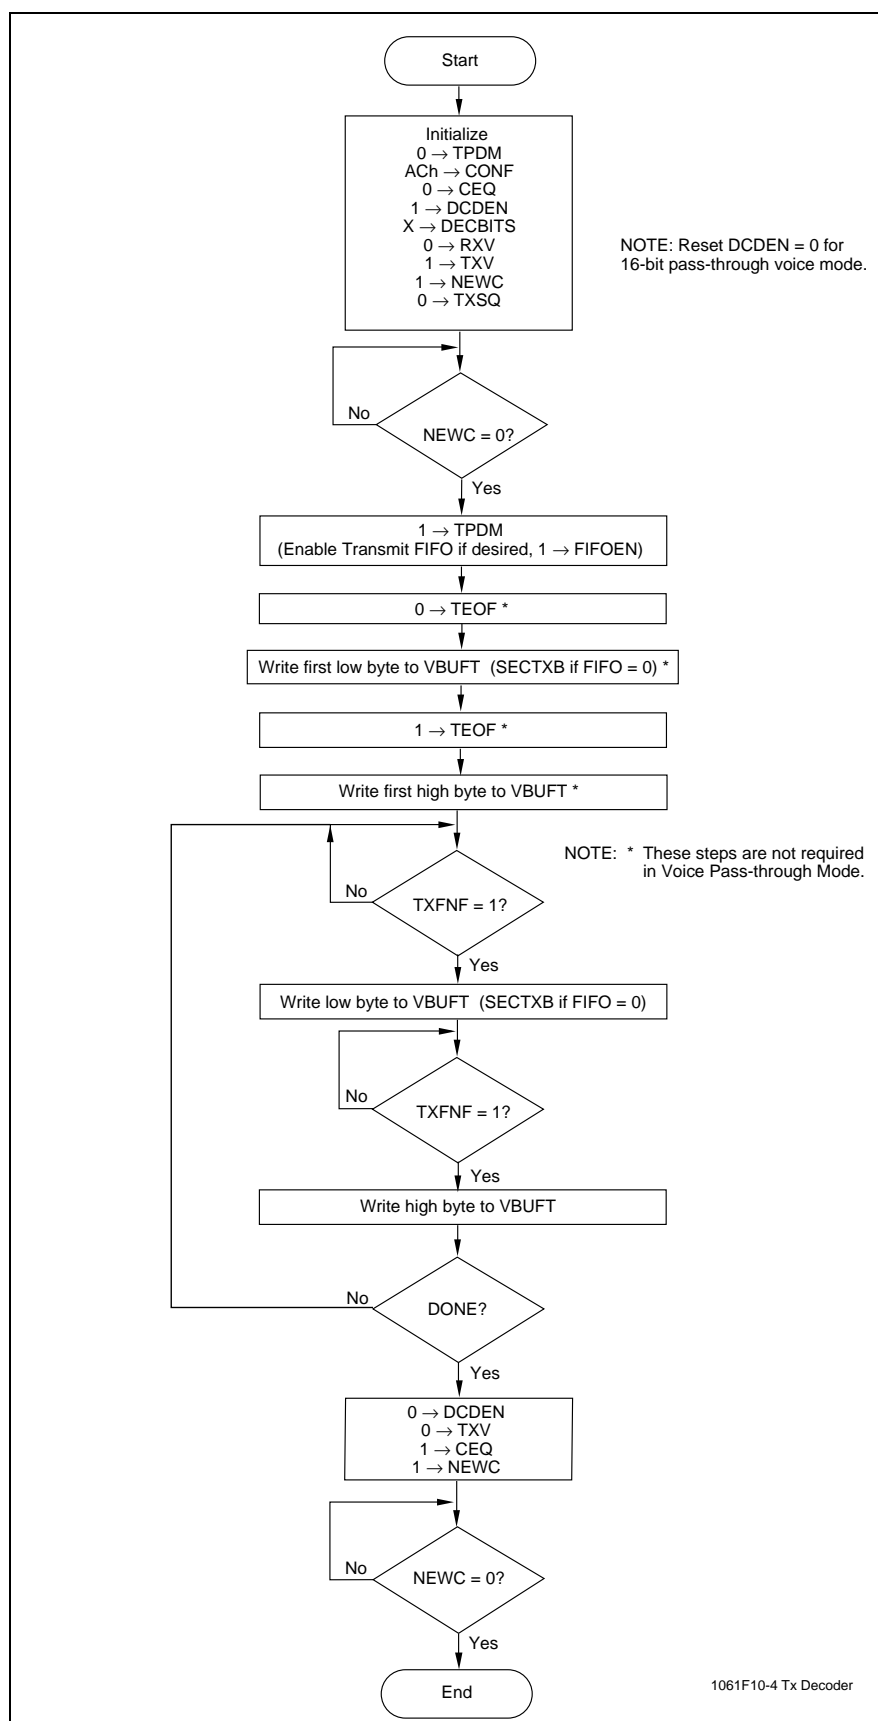 Start
Initialize
0 → TPDM
ACh → CONF
0 → CEQ
1 → DCDEN
X → DECBITS
0 → RXV
1 → TXV
1 → NEWC
0 → TXSQ
NOTE: Reset DCDEN = 0 for
16-bit pass-through voice mode.
No
NEWC = 0?
Yes
1 → TPDM
(Enable Transmit FIFO if desired, 1 → FIFOEN)
0 → TEOF *
Write first low byte to VBUFT (SECTXB if FIFO = 0) *
1 → TEOF *
Write first high byte to VBUFT *
NOTE: * These steps are not required
in Voice Pass-through Mode.
No
TXFNF = 1?
Yes
Write low byte to VBUFT (SECTXB if FIFO = 0)
No
TXFNF = 1?
Yes
Write high byte to VBUFT
No
DONE?
Yes
0 → DCDEN
0 → TXV
1 → CEQ
1 → NEWC
No
NEWC = 0?
Yes
End
1061F10-4 Tx Decoder